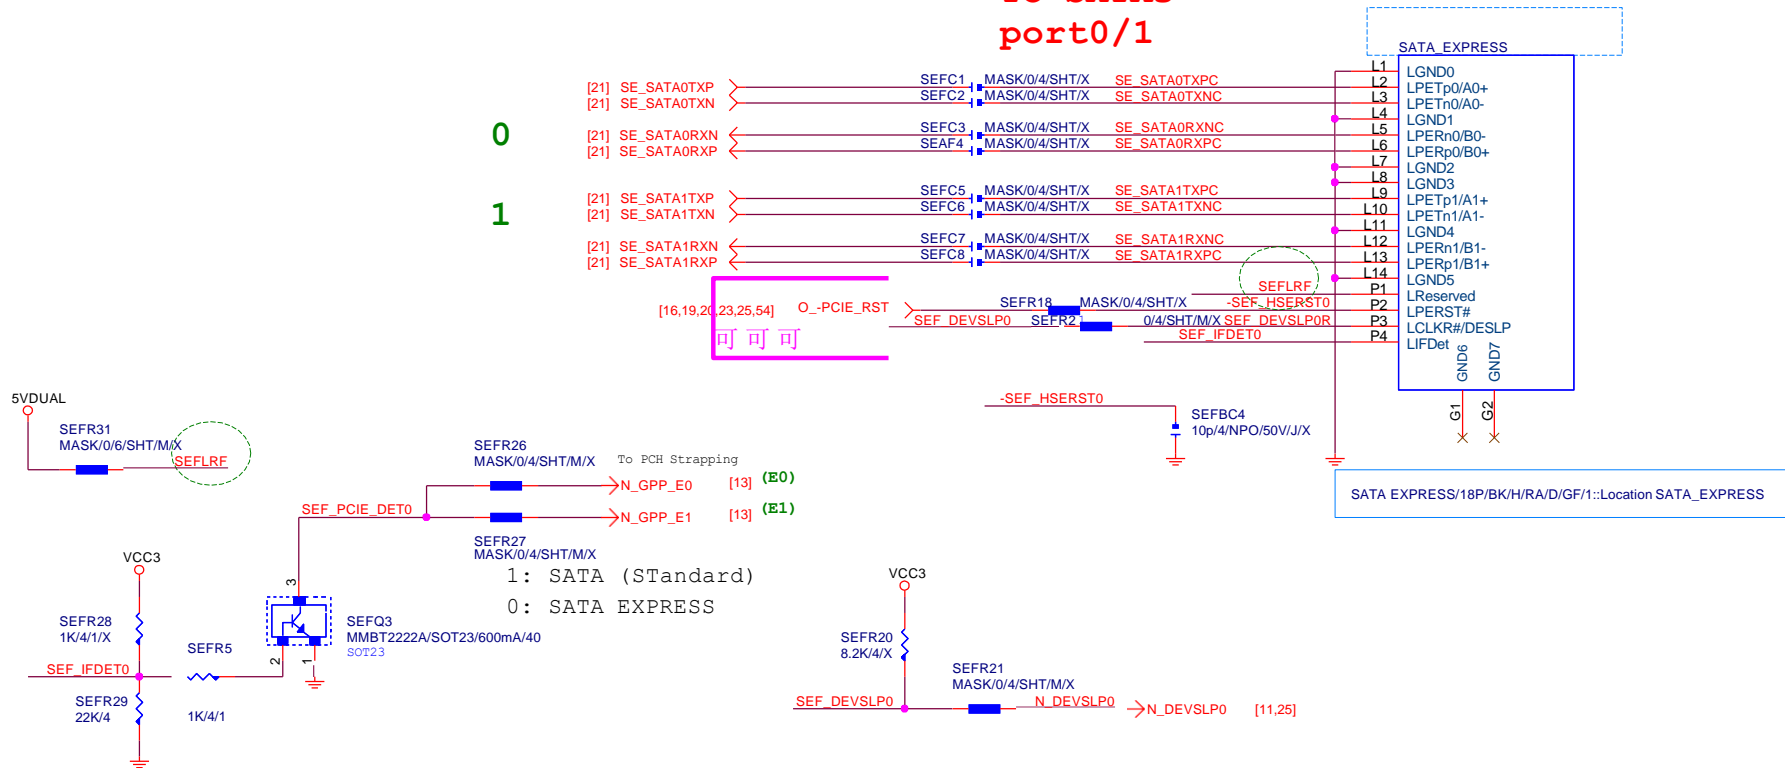 port0/1
SATA_EXPRESS
[21] SE_SATA0TXP SEFC1 MASK/0/4/SHT/X SE_SATA0TXPC L1 LGND0
[21] SE_SATA0TXN SEFC2 MASK/0/4/SHT/X SE_SATA0TXNC L2 LPETp0/A0+
L3 LPETn0/A0-
L4 LGND1
0
[21] SE_SATA0RXN SEFC3 MASK/0/4/SHT/X SE_SATA0RXNC L5 LPERn0/B0-
[21] SE_SATA0RXP SEAF4 MASK/0/4/SHT/X SE_SATA0RXPC L6 LPERp0/B0+
L7 LGND2
L8 LGND3
1
[21] SE_SATA1TXP SEFC5 MASK/0/4/SHT/X SE_SATA1TXPC L9 LPETp1/A1+
[21] SE_SATA1TXN SEFC6 MASK/0/4/SHT/X SE_SATA1TXNC L10 LPETn1/A1-
L11 LGND4
[21] SE_SATA1RXN SEFC7 MASK/0/4/SHT/X SE_SATA1RXNC L12 LPERn1/B1-
[21] SE_SATA1RXP SEFC8 MASK/0/4/SHT/X SE_SATA1RXPC L13 LPERp1/B1+
L14 LGND5
SEFLRF P1 LReserved
[16,19,20,23,25,54] O_-PCIE_RST SEFR18 MASK/0/4/SHT/X -SEF_HSERST0 P2 LPERST#
SEF_DEVSLP0 SEFR2 0/4/SHT/M/X SEF_DEVSLP0R P3 LCLKR#/DESLP
可 可 可
SEF_IFDET0 P4 LIFDet
GND6 GND7
G1 G2
-SEF_HSERST0
SEFBC4
10p/4/NPO/50V/J/X
5VDUAL
SEFR31
MASK/0/6/SHT/M/X
SEFLRF
SEFR26
MASK/0/4/SHT/M/X
To PCH Strapping
N_GPP_E0 [13] (E0)
SEF_PCIE_DET0
N_GPP_E1 [13] (E1)
SEFR27
MASK/0/4/SHT/M/X
1: SATA (STandard)
0: SATA EXPRESS
SATA EXPRESS/18P/BK/H/RA/D/GF/1::Location SATA_EXPRESS
VCC3
SEFR28
1K/4/1/X
SEFR5
1K/4/1
SEF_IFDET0
SEFR29
22K/4
3
2
1
SEFQ3
MMBT2222A/SOT23/600mA/40
SOT23
VCC3
SEFR20
8.2K/4/X
SEFR21
MASK/0/4/SHT/M/X
SEF_DEVSLP0 N_DEVSLP0 N_DEVSLP0 [11,25]